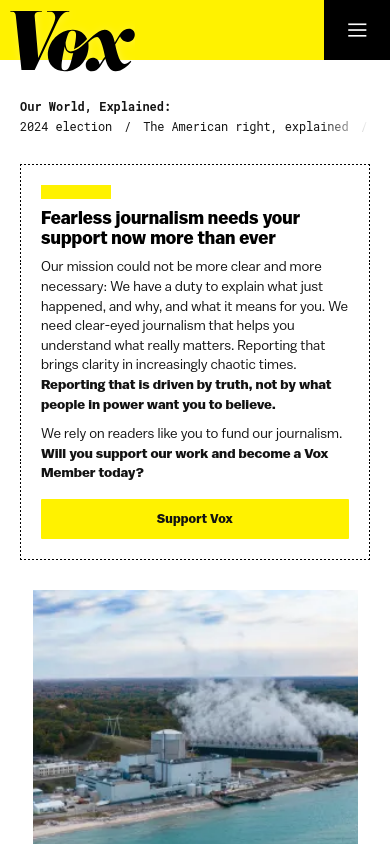 Vox
Our World, Explained:
2024 election / The American right, explained /
Fearless journalism needs your
support now more than ever
Our mission could not be more clear and more
necessary: We have a duty to explain what just
happened, and why, and what it means for you. We
need clear-eyed journalism that helps you
understand what really matters. Reporting that
brings clarity in increasingly chaotic times.
Reporting that is driven by truth, not by what
people in power want you to believe.
We rely on readers like you to fund our journalism.
Will you support our work and become a Vox
Member today?
Support Vox